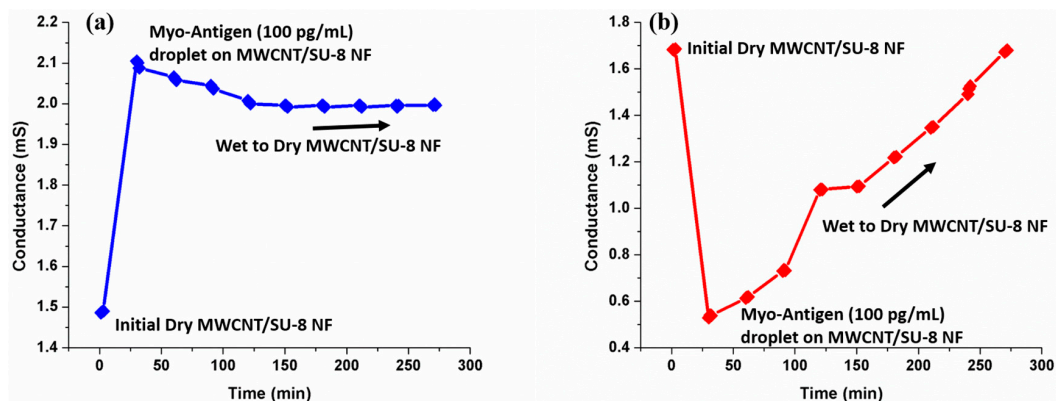 (a)
2.2
2.1
2.0
1.9
1.8
1.7
1.6
1.5
1.4
Conductance (mS)
Myo-Antigen (100 pg/mL)
droplet on MWCNT/SU-8 NF
Wet to Dry MWCNT/SU-8 NF
Initial Dry MWCNT/SU-8 NF
0 50 100 150 200 250 300
Time (min)
(b)
1.8
1.6
1.4
1.2
1.0
0.8
0.6
0.4
Conductance (mS)
Initial Dry MWCNT/SU-8 NF
Wet to Dry MWCNT/SU-8 NF
Myo-Antigen (100 pg/mL)
droplet on MWCNT/SU-8 NF
0 50 100 150 200 250 300
Time (min)